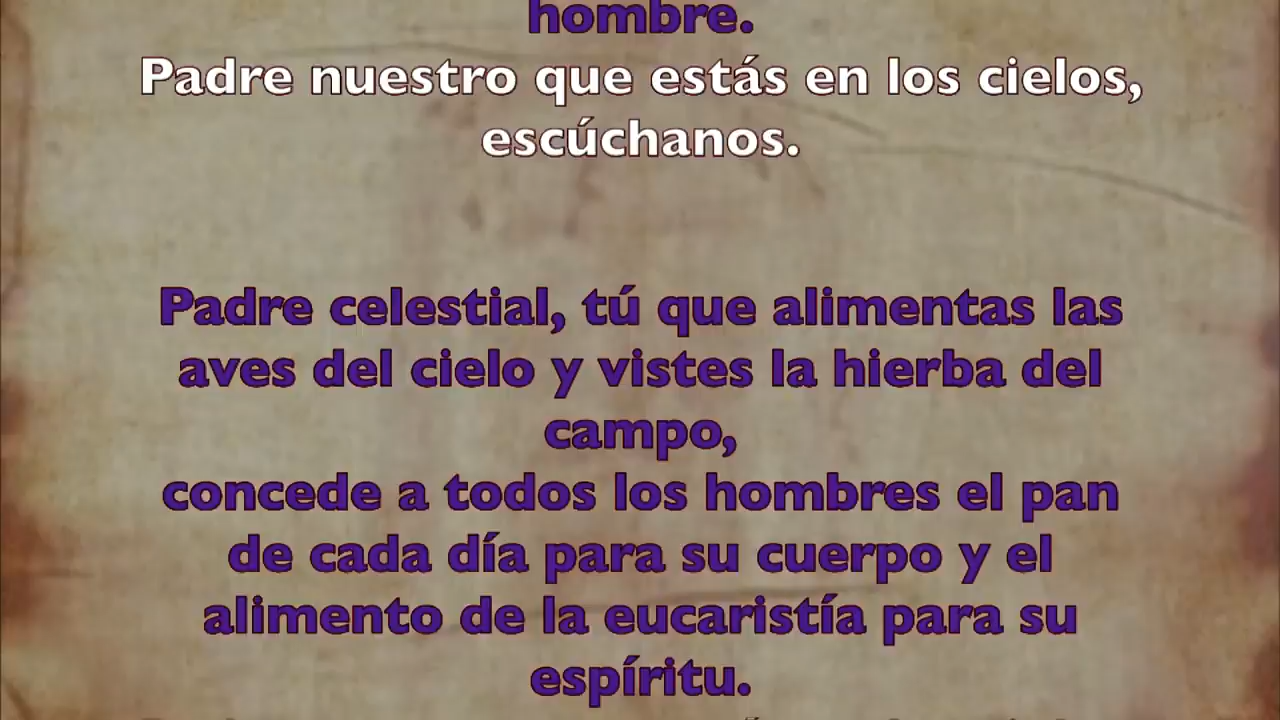 hombre.
Padre nuestro que estás en los cielos,
escúchanos.
Padre celestial, tú que alimentas las
aves del cielo y vistes la hierba del
campo,
concede a todos los hombres el pan
de cada día para su cuerpo y el
alimento de la eucaristía para su
espíritu.